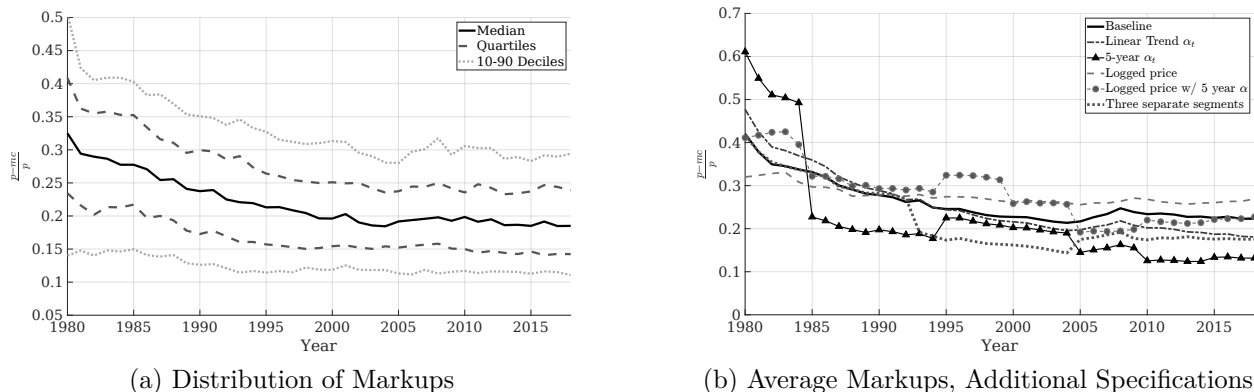 0.5
0.45
0.4
0.35
0.3
0.25
0.2
0.15
0.1
0.05
p−mc
p
1980 1985 1990 1995 2000 2005 2010 2015
Year
Median
Quartiles
10-90 Deciles
(a) Distribution of Markups
0.7
0.6
0.5
0.4
0.3
0.2
0.1
0
p−mc
p
1980 1985 1990 1995 2000 2005 2010 2015
Year
Baseline
Linear Trend αt
5-year αt
Logged price
Logged price w/ 5 year α
Three separate segments
(b) Average Markups, Additional Specifications